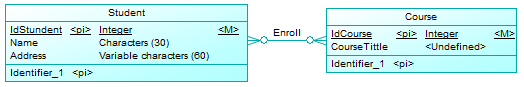 Student
IdStundent <pi> Integer <M>
Name Characters (30)
Address Variable characters (60)
Identifier_1 <pi>
Enroll
Course
IdCourse <pi> Integer <M>
CourseTittle <Undefined>
Identifier_1 <pi>